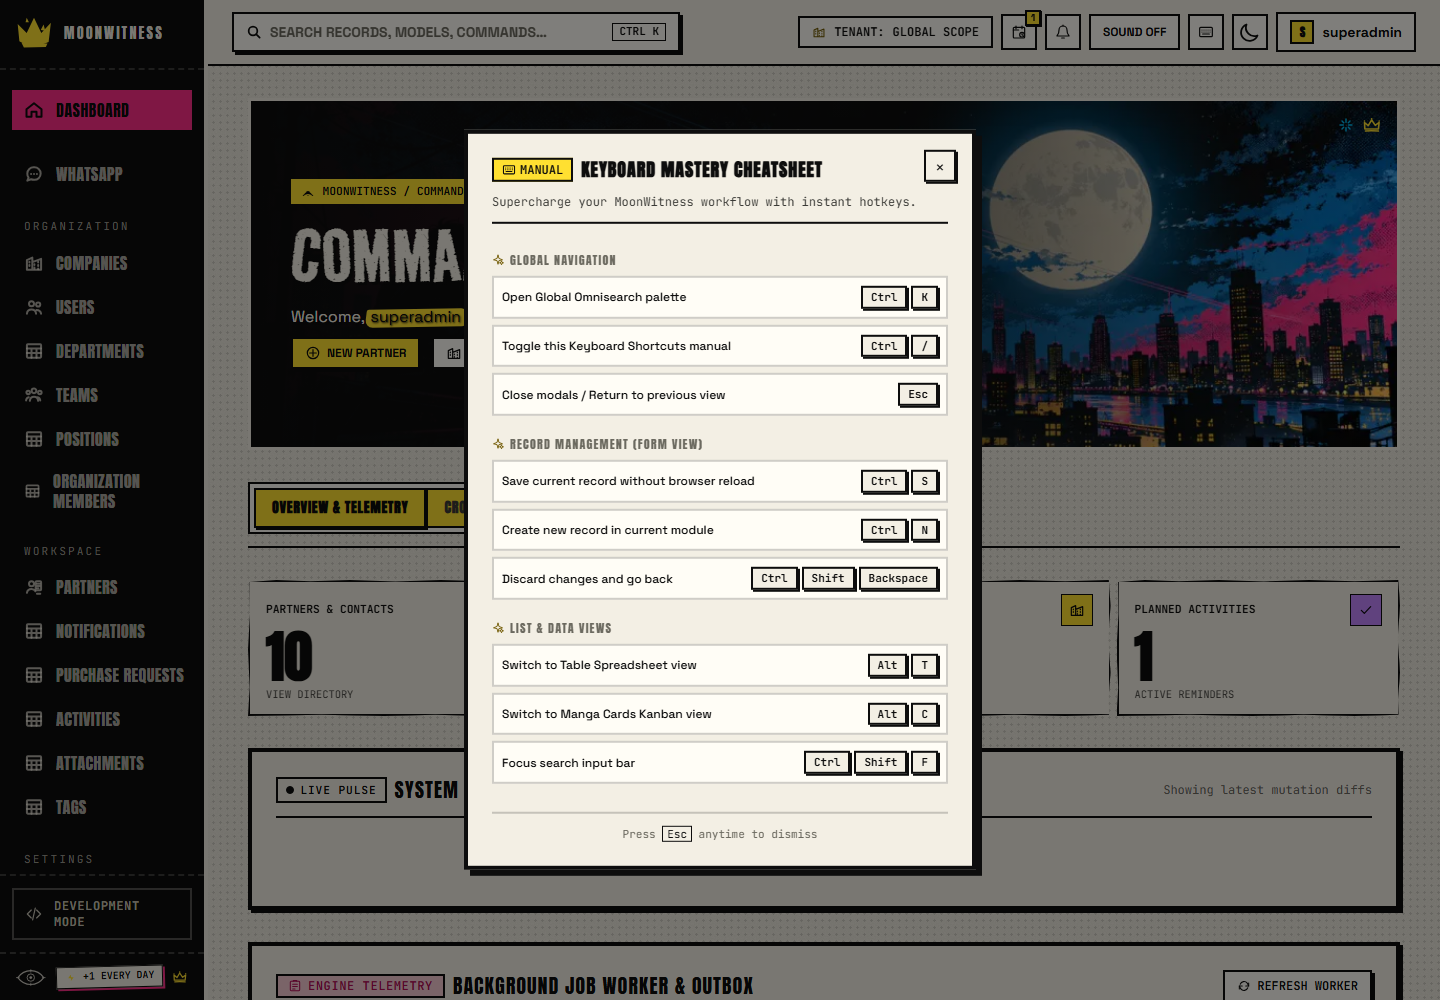 MOONWITNESS
SEARCH RECORDS, MODELS, COMMANDS...
CTRL K
TENANT: GLOBAL SCOPE
1
SOUND OFF
$
superadmin
DASHBOARD
WHATSAPP
ORGANIZATION
COMPANIES
USERS
DEPARTMENTS
TEAMS
POSITIONS
ORGANIZATION
MEMBERS
WORKSPACE
PARTNERS
NOTIFICATIONS
PURCHASE REQUESTS
ACTIVITIES
ATTACHMENTS
TAGS
SETTINGS
DEVELOPMENT
MODE
+1 EVERY DAY
MOONWITNESS / COMMAND
COMMA
Welcome, superadmin
NEW PARTNER
OVERVIEW & TELEMETRY
CRO
PARTNERS & CONTACTS
10
VIEW DIRECTORY
PLANNED ACTIVITIES
1
ACTIVE REMINDERS
LIVE PULSE
SYSTEM
Showing latest mutation diffs
ENGINE TELEMETRY
BACKGROUND JOB WORKER & OUTBOX
REFRESH WORKER
MANUAL
KEYBOARD MASTERY CHEATSHEET
×
Supercharge your MoonWitness workflow with instant hotkeys.
GLOBAL NAVIGATION
Open Global Omnisearch palette Ctrl K
Toggle this Keyboard Shortcuts manual Ctrl /
Close modals / Return to previous view Esc
RECORD MANAGEMENT (FORM VIEW)
Save current record without browser reload Ctrl S
Create new record in current module Ctrl N
Discard changes and go back Ctrl Shift Backspace
LIST & DATA VIEWS
Switch to Table Spreadsheet view Alt T
Switch to Manga Cards Kanban view Alt C
Focus search input bar Ctrl Shift F
Press Esc anytime to dismiss